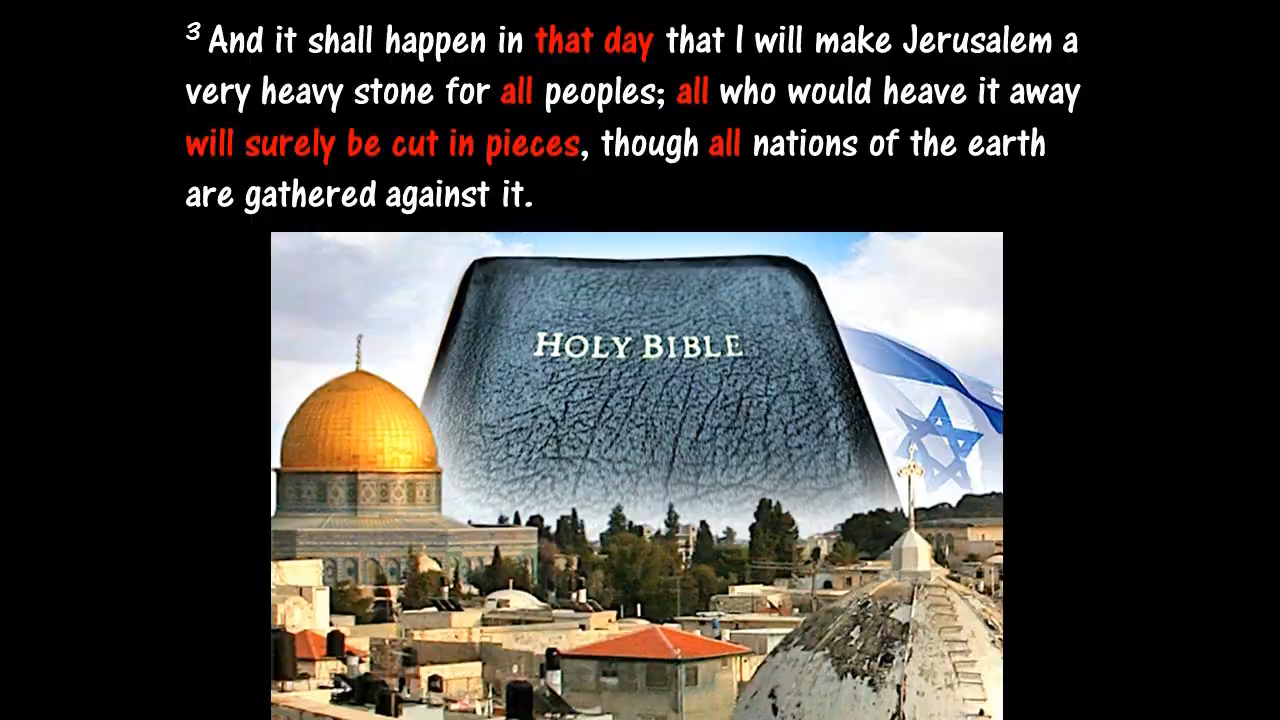 3 And it shall happen in that day that I will make Jerusalem a
very heavy stone for all peoples; all who would heave it away
will surely be cut in pieces, though all nations of the earth
are gathered against it.
HOLY BIBLE